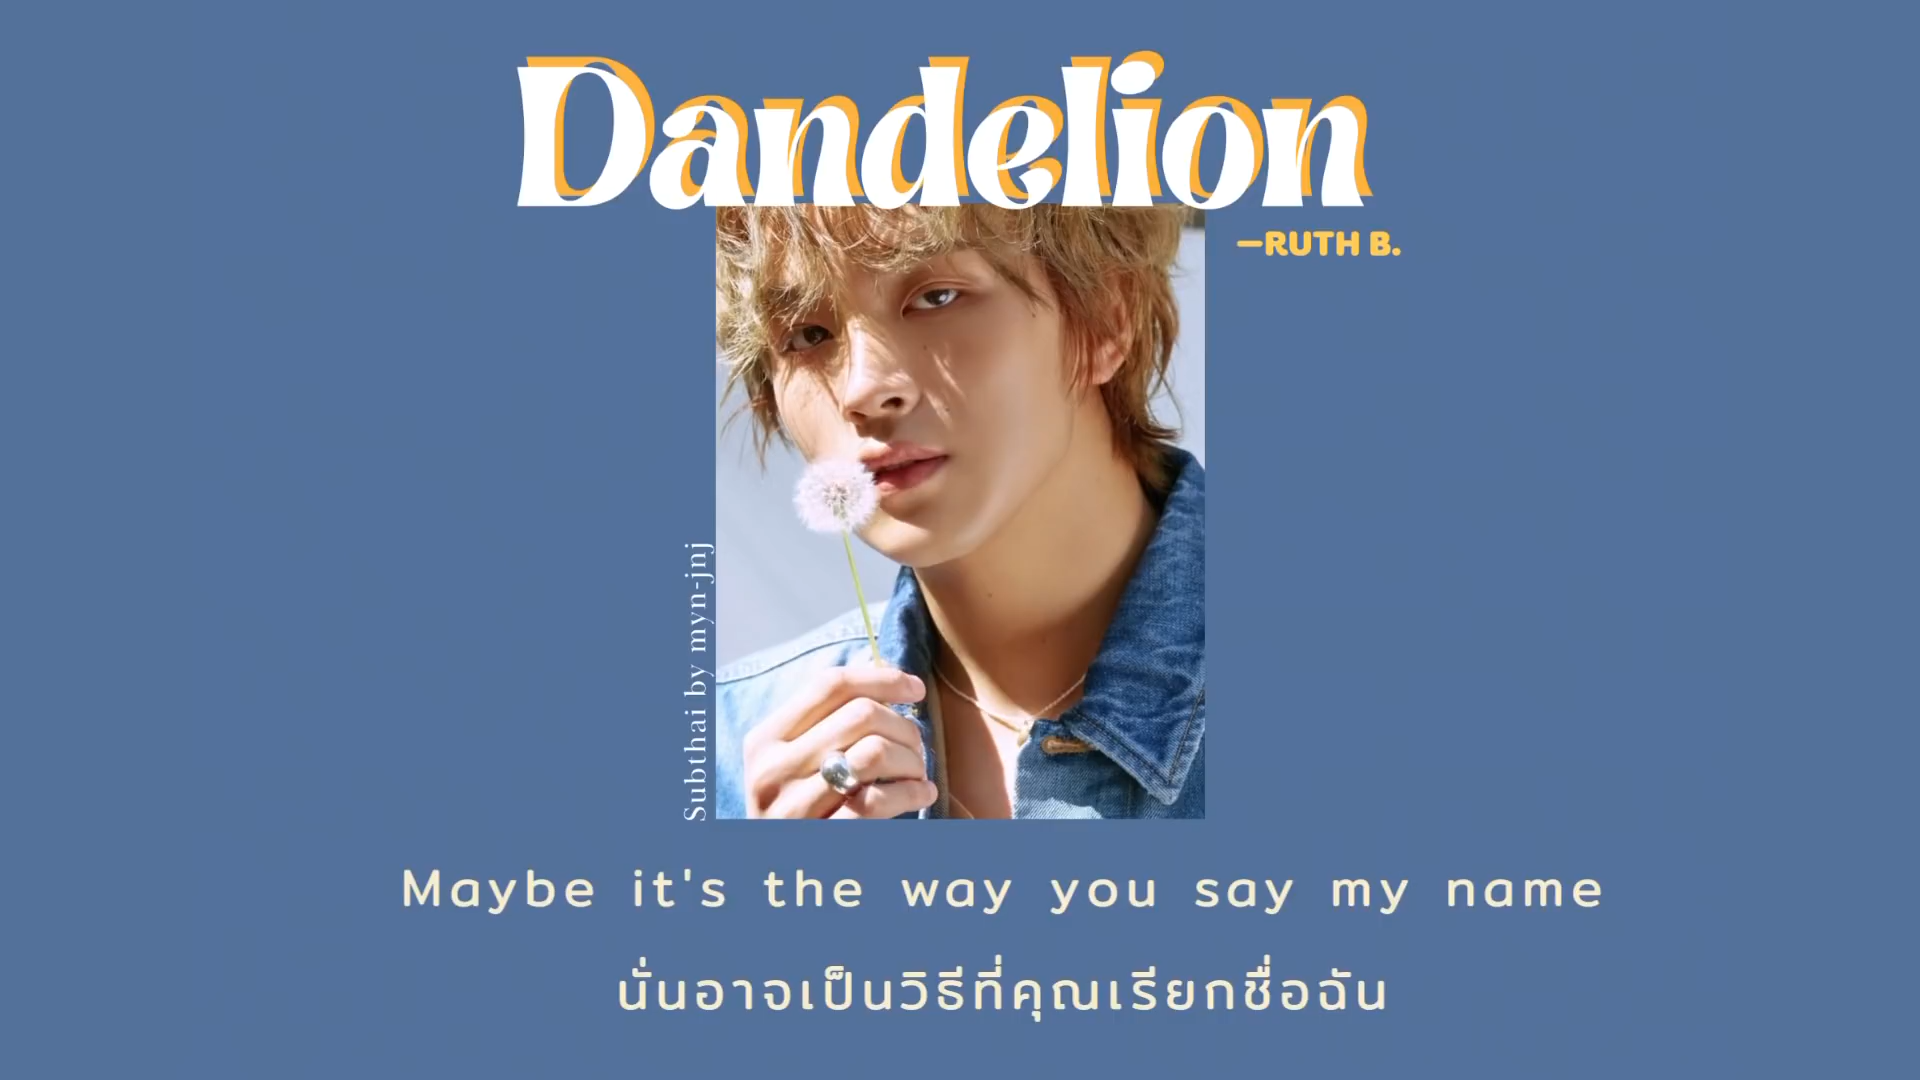 Dandelion
—RUTH B.
Subthai by myn-jnj
Maybe it's the way you say my name
นั่นอาจเป็นวิธีที่คุณเรียกชื่อฉัน